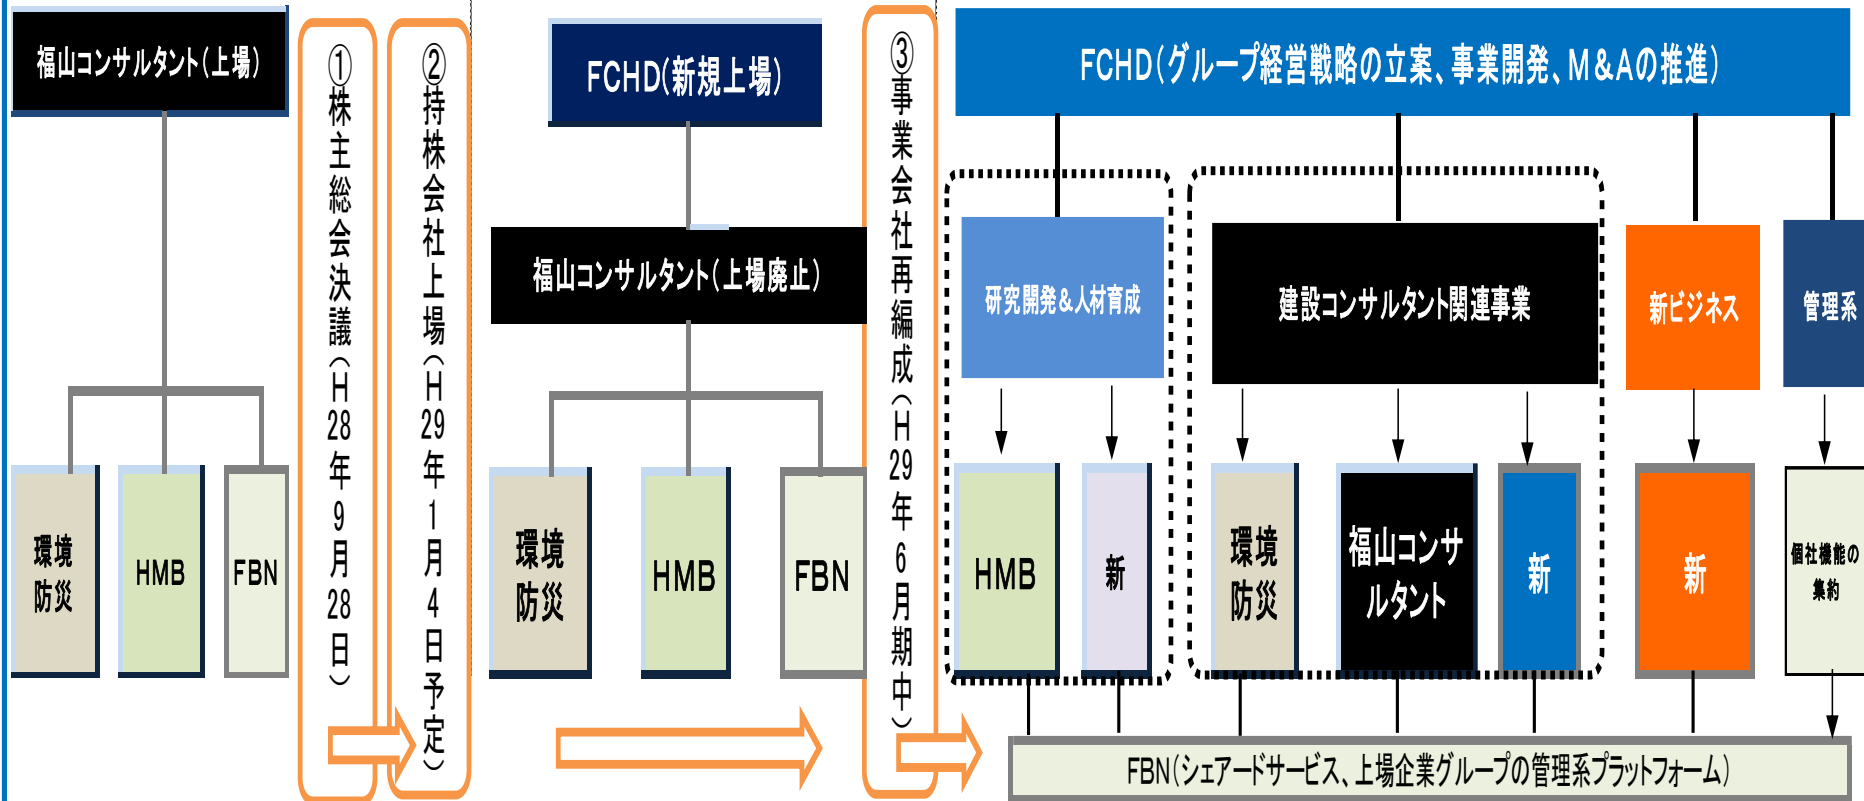 福山コンサルタント(上場)
環境
防災
HMB
FBN
①株主総会決議(H28年9月28日)
②持株会社上場(H29年1月4日予定)
FCHD(新規上場)
福山コンサルタント(上場廃止)
環境
防災
HMB
FBN
③事業会社再編成(H29年6月期中)
FCHD(グループ経営戦略の立案、事業開発、M&Aの推進)
研究開発&人材育成
建設コンサルタント関連事業
新ビジネス
管理系
HMB
新
環境
防災
福山コンサ
ルタント
新
新
個社機能の
集約
FBN(シェアードサービス、上場企業グループの管理系プラットフォーム)